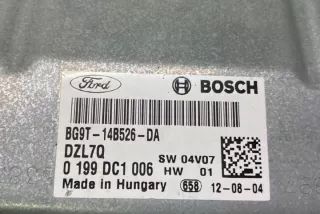 Ford BOSCH
BG9T-14B526-DA
DZL7Q SW 04V07
0 199 DC1 006 HW 01
Made in Hungary 658 12-08-04